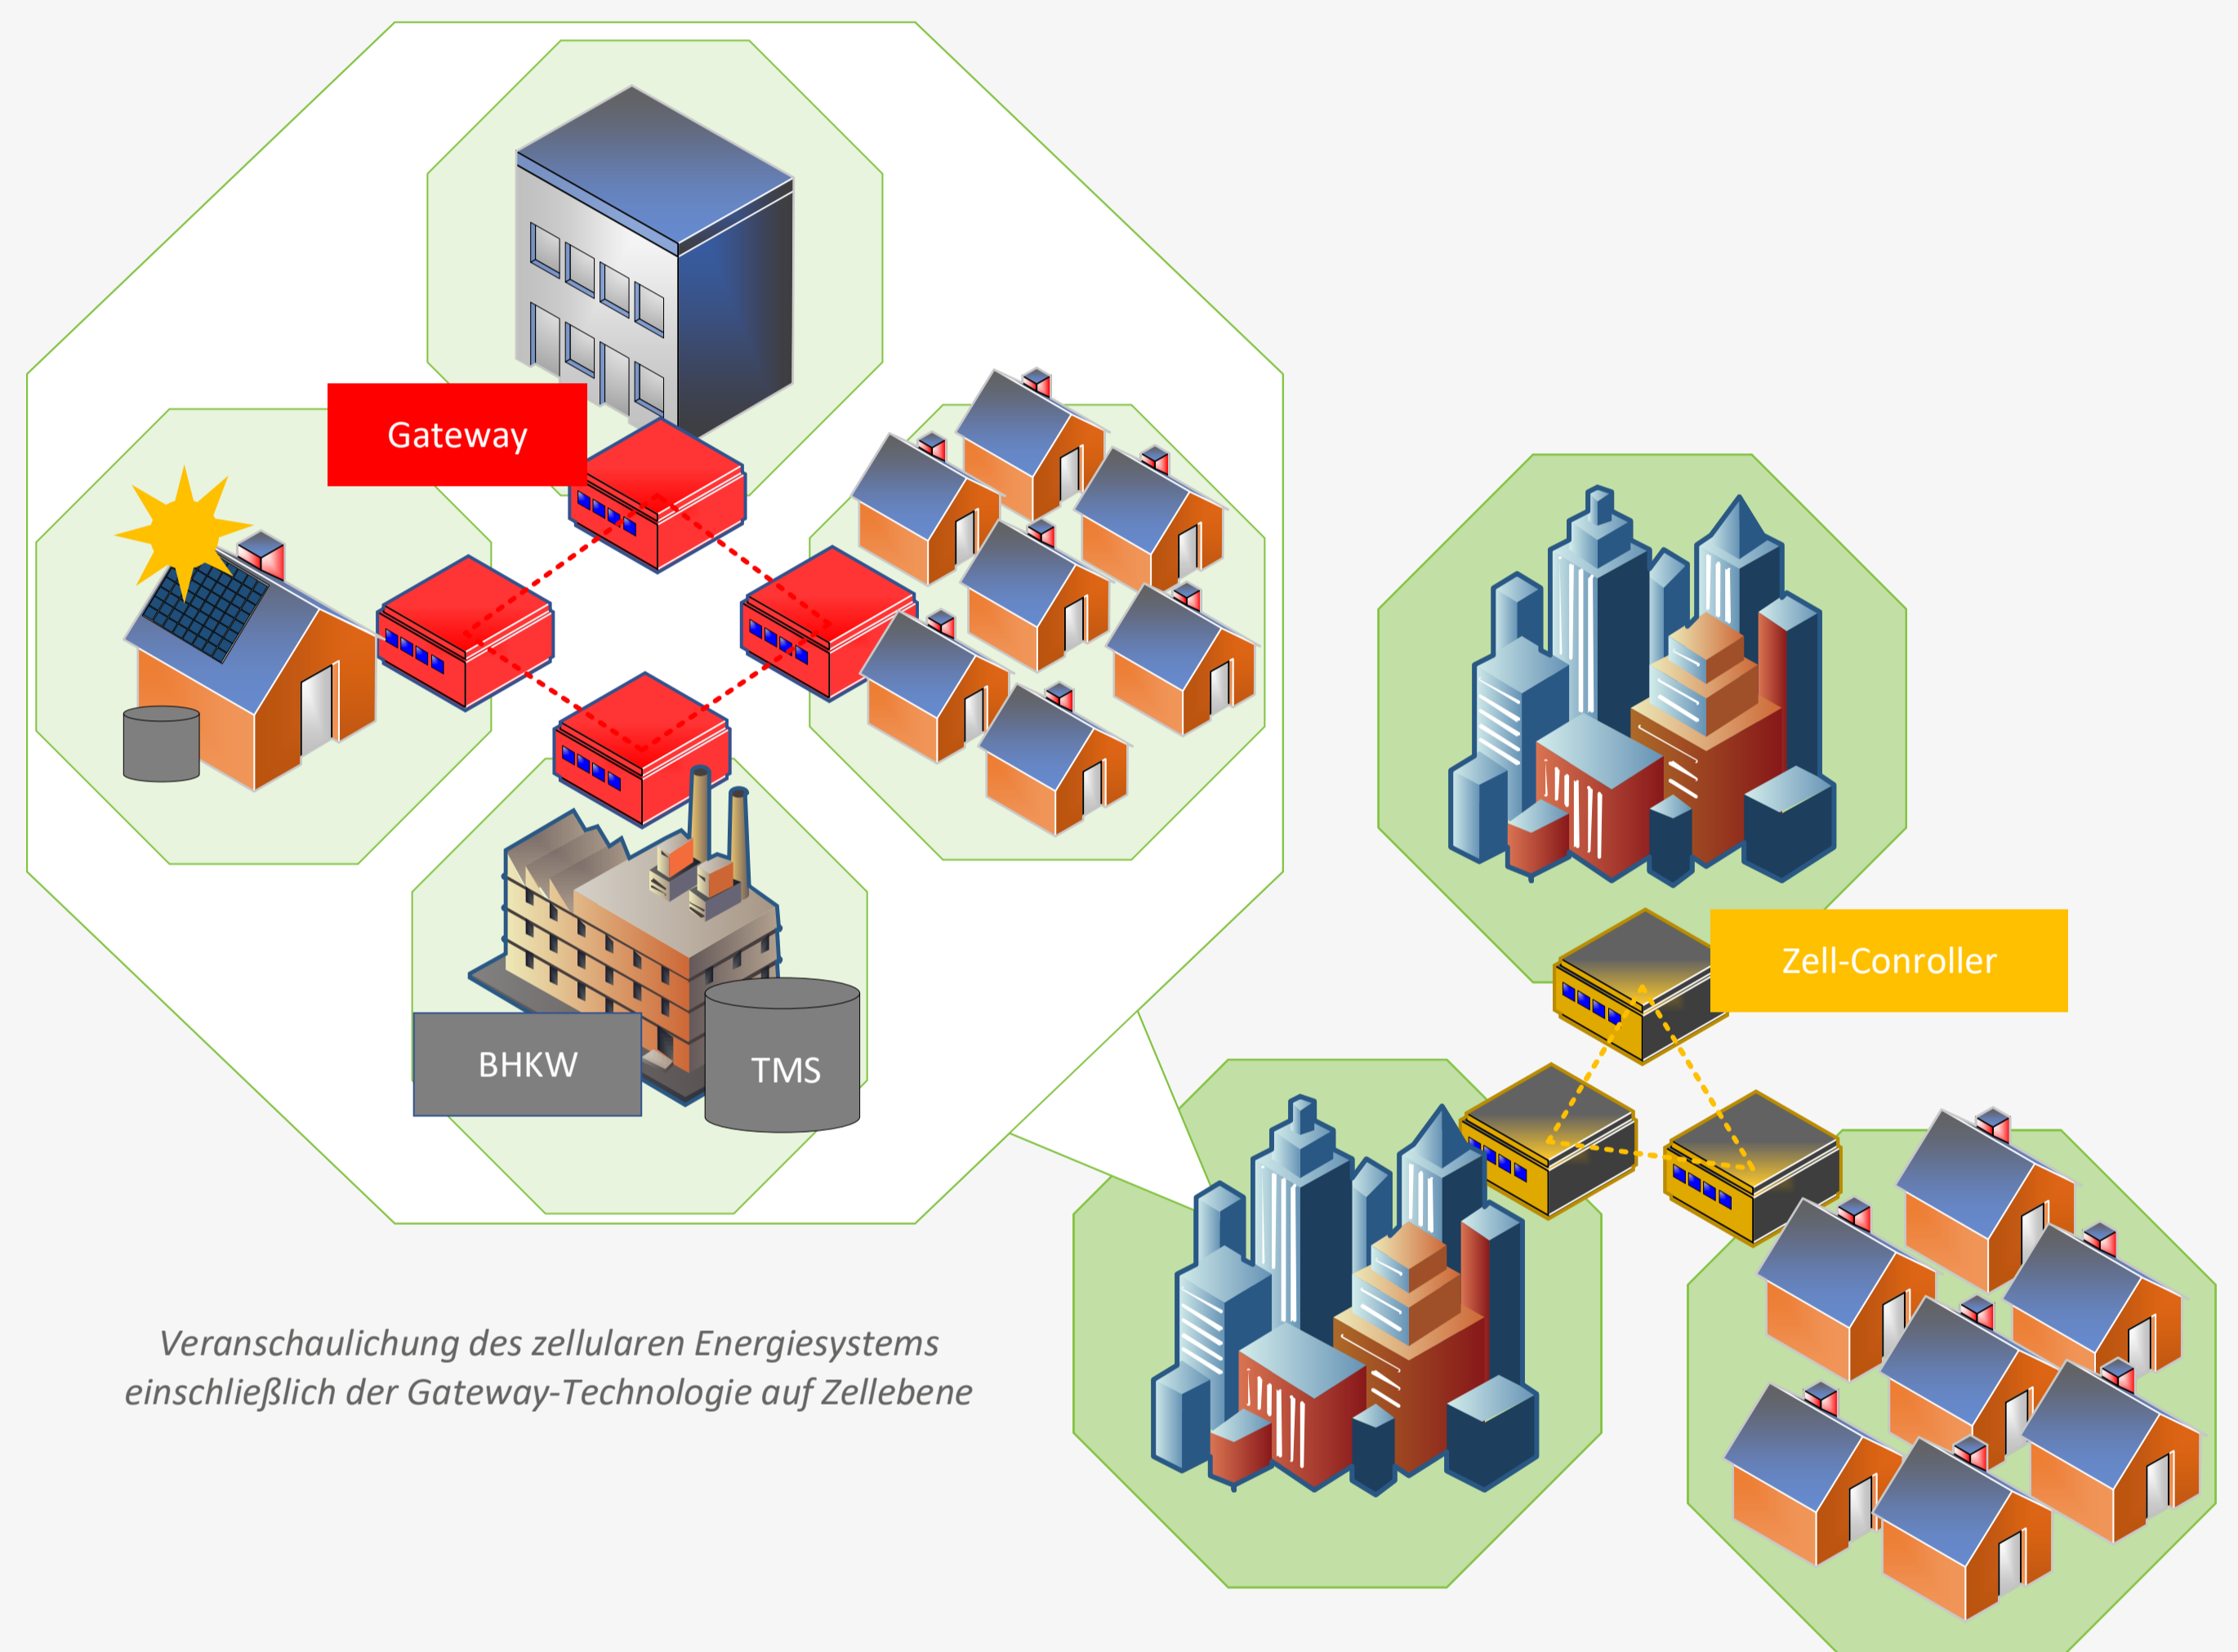 Gateway
Zell-Conroller
BHKW
TMS
Veranschaulichung des zellularen Energiesystems
einschließlich der Gateway-Technologie auf Zellebene